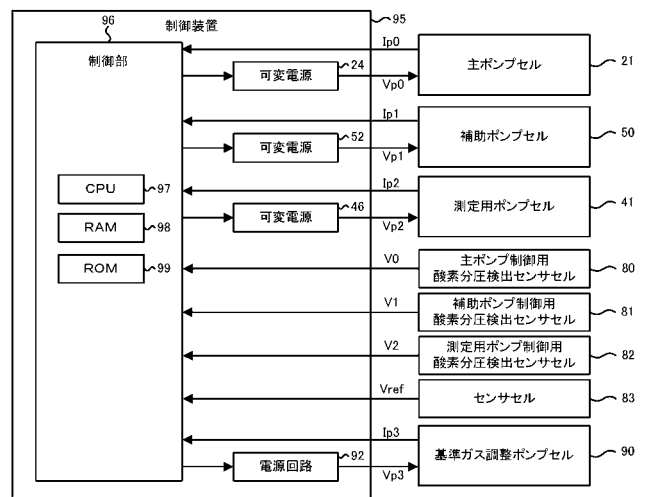 96
制御装置
95
制御部
Ip0
可変電源
24
Vp0
主ポンプセル
21
Ip1
可変電源
52
Vp1
補助ポンプセル
50
CPU
97
RAM
98
ROM
99
Ip2
可変電源
46
Vp2
測定用ポンプセル
41
V0
主ポンプ制御用
酸素分圧検出センサセル
80
V1
補助ポンプ制御用
酸素分圧検出センサセル
81
V2
測定用ポンプ制御用
酸素分圧検出センサセル
82
Vref
センサセル
83
Ip3
電源回路
92
Vp3
基準ガス調整ポンプセル
90